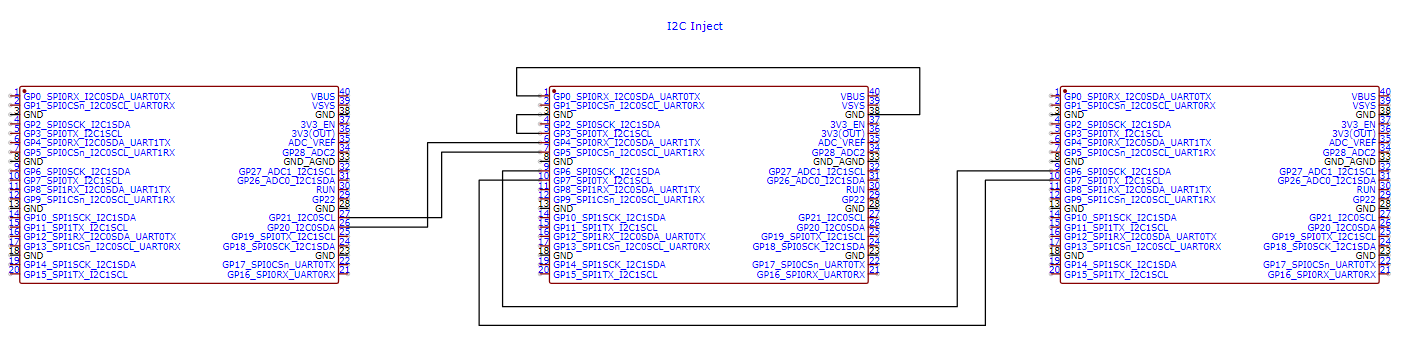 I2C Inject
1 GP0_SPI0RX_I2C0SDA_UART0TX VBUS 40
2 GP1_SPI0CSn_I2C0SCL_UART0RX VSYS 39
3 GND GND 38
4 GP2_SPI0SCK_I2C1SDA 3V3_EN 37
5 GP3_SPI0TX_I2C1SCL 3V3(OUT) 36
6 GP4_SPI0RX_I2C0SDA_UART1TX ADC_VREF 35
7 GP5_SPI0CSn_I2C0SCL_UART1RX GP28_ADC2 34
8 GND GND_AGND 33
9 GP6_SPI0SCK_I2C1SDA GP27_ADC1_I2C1SCL 32
10 GP7_SPI0TX_I2C1SCL GP26_ADC0_I2C1SDA 31
11 GP8_SPI1RX_I2C0SDA_UART1TX RUN 30
12 GP9_SPI1CSn_I2C0SCL_UART1RX GP22 29
13 GND GND 28
14 GP10_SPI1SCK_I2C1SDA GP21_I2C0SCL 27
15 GP11_SPI1TX_I2C1SCL GP20_I2C0SDA 26
16 GP12_SPI1RX_I2C0SDA_UART0TX GP19_SPI0TX_I2C1SCL 25
17 GP13_SPI1CSn_I2C0SCL_UART0RX GP18_SPI0SCK_I2C1SDA 24
18 GND GND 23
19 GP14_SPI1SCK_I2C1SDA GP17_SPI0CSn_UART0TX 22
20 GP15_SPI1TX_I2C1SCL GP16_SPI0RX_UART0RX 21
1 GP0_SPI0RX_I2C0SDA_UART0TX VBUS 40
2 GP1_SPI0CSn_I2C0SCL_UART0RX VSYS 39
3 GND GND 38
4 GP2_SPI0SCK_I2C1SDA 3V3_EN 37
5 GP3_SPI0TX_I2C1SCL 3V3(OUT) 36
6 GP4_SPI0RX_I2C0SDA_UART1TX ADC_VREF 35
7 GP5_SPI0CSn_I2C0SCL_UART1RX GP28_ADC2 34
8 GND GND_AGND 33
9 GP6_SPI0SCK_I2C1SDA GP27_ADC1_I2C1SCL 32
10 GP7_SPI0TX_I2C1SCL GP26_ADC0_I2C1SDA 31
11 GP8_SPI1RX_I2C0SDA_UART1TX RUN 30
12 GP9_SPI1CSn_I2C0SCL_UART1RX GP22 29
13 GND GND 28
14 GP10_SPI1SCK_I2C1SDA GP21_I2C0SCL 27
15 GP11_SPI1TX_I2C1SCL GP20_I2C0SDA 26
16 GP12_SPI1RX_I2C0SDA_UART0TX GP19_SPI0TX_I2C1SCL 25
17 GP13_SPI1CSn_I2C0SCL_UART0RX GP18_SPI0SCK_I2C1SDA 24
18 GND GND 23
19 GP14_SPI1SCK_I2C1SDA GP17_SPI0CSn_UART0TX 22
20 GP15_SPI1TX_I2C1SCL GP16_SPI0RX_UART0RX 21
1 GP0_SPI0RX_I2C0SDA_UART0TX VBUS 40
2 GP1_SPI0CSn_I2C0SCL_UART0RX VSYS 39
3 GND GND 38
4 GP2_SPI0SCK_I2C1SDA 3V3_EN 37
5 GP3_SPI0TX_I2C1SCL 3V3(OUT) 36
6 GP4_SPI0RX_I2C0SDA_UART1TX ADC_VREF 35
7 GP5_SPI0CSn_I2C0SCL_UART1RX GP28_ADC2 34
8 GND GND_AGND 33
9 GP6_SPI0SCK_I2C1SDA GP27_ADC1_I2C1SCL 32
10 GP7_SPI0TX_I2C1SCL GP26_ADC0_I2C1SDA 31
11 GP8_SPI1RX_I2C0SDA_UART1TX RUN 30
12 GP9_SPI1CSn_I2C0SCL_UART1RX GP22 29
13 GND GND 28
14 GP10_SPI1SCK_I2C1SDA GP21_I2C0SCL 27
15 GP11_SPI1TX_I2C1SCL GP20_I2C0SDA 26
16 GP12_SPI1RX_I2C0SDA_UART0TX GP19_SPI0TX_I2C1SCL 25
17 GP13_SPI1CSn_I2C0SCL_UART0RX GP18_SPI0SCK_I2C1SDA 24
18 GND GND 23
19 GP14_SPI1SCK_I2C1SDA GP17_SPI0CSn_UART0TX 22
20 GP15_SPI1TX_I2C1SCL GP16_SPI0RX_UART0RX 21